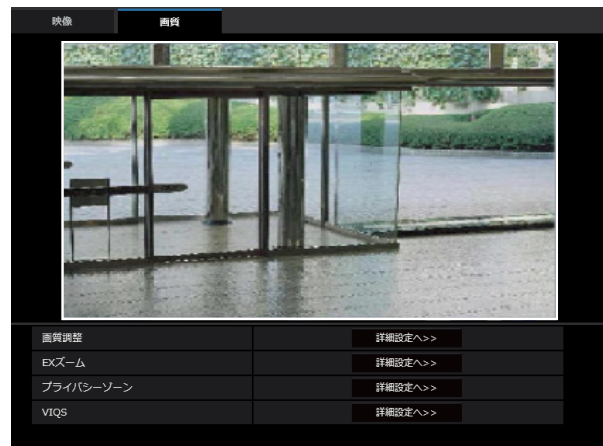 映像
画質
画質調整 詳細設定へ>>
EXズーム 詳細設定へ>>
プライバシーゾーン 詳細設定へ>>
VIQS 詳細設定へ>>